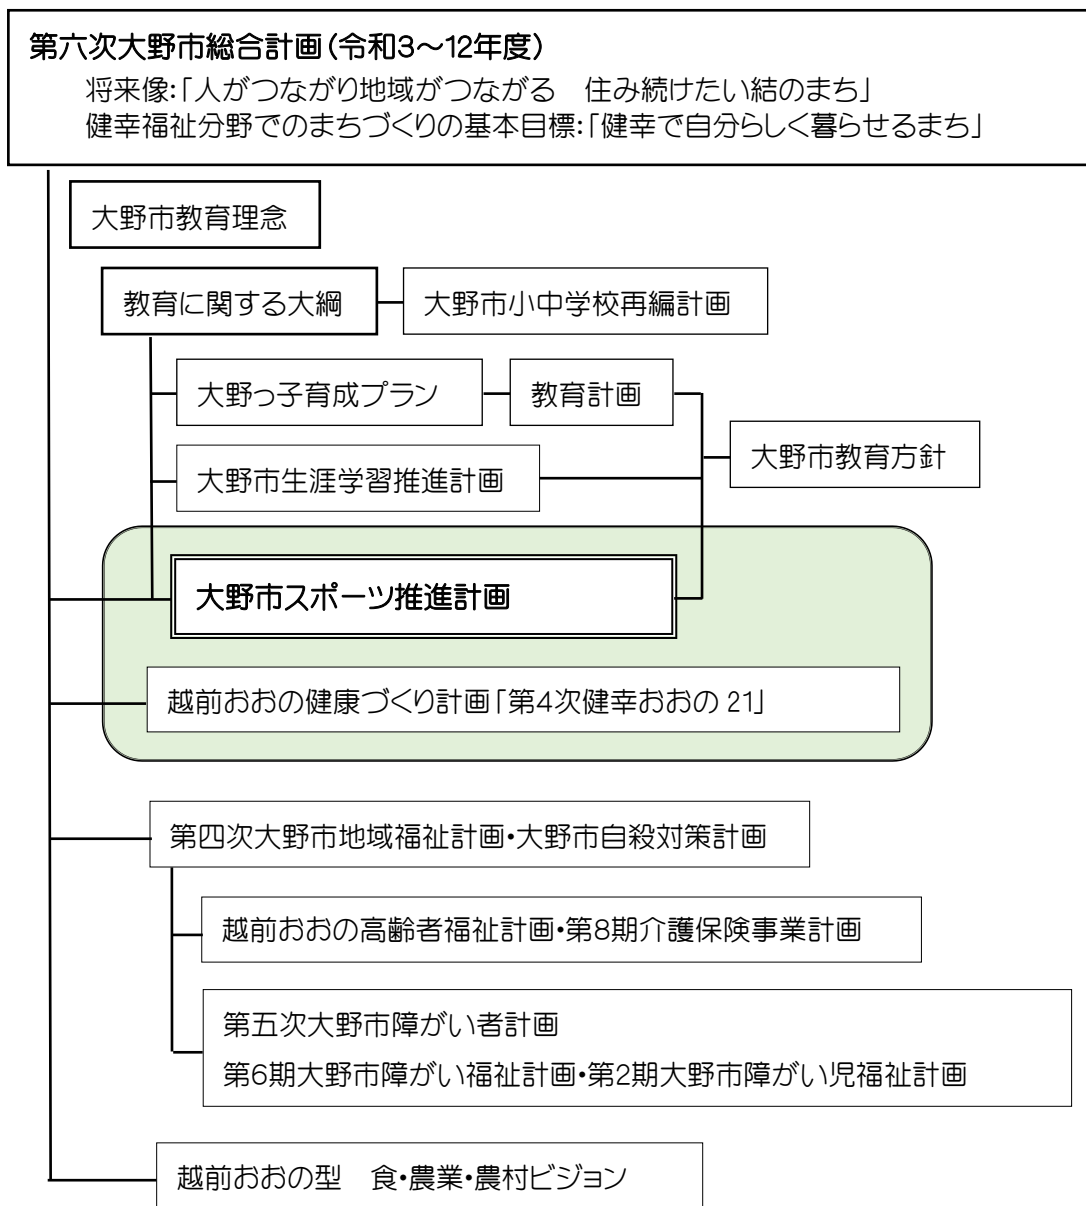 第六次大野市総合計画(令和3~12年度)
将来像:「人がつながり地域がつながる　住み続けたい結のまち」
健幸福祉分野でのまちづくりの基本目標:「健幸で自分らしく暮らせるまち」
大野市教育理念
教育に関する大綱
大野市小中学校再編計画
大野っ子育成プラン
教育計画
大野市教育方針
大野市生涯学習推進計画
大野市スポーツ推進計画
越前おおの健康づくり計画「第4次健幸おおの 21」
第四次大野市地域福祉計画・大野市自殺対策計画
越前おおの高齢者福祉計画・第8期介護保険事業計画
第五次大野市障がい者計画
第6期大野市障がい福祉計画・第2期大野市障がい児福祉計画
越前おおの型　食・農業・農村ビジョン